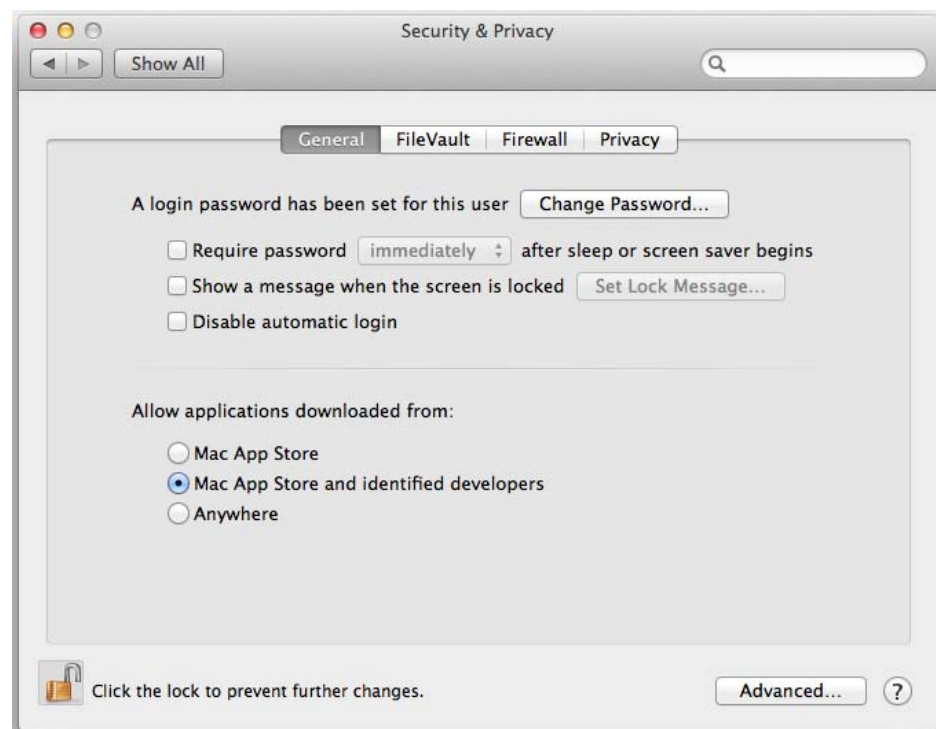 Security & Privacy
Show All
General FileVault Firewall Privacy
A login password has been set for this user Change Password...
Require password immediately after sleep or screen saver begins
Show a message when the screen is locked Set Lock Message...
Disable automatic login
Allow applications downloaded from:
Mac App Store
Mac App Store and identified developers
Anywhere
Click the lock to prevent further changes. Advanced... ?